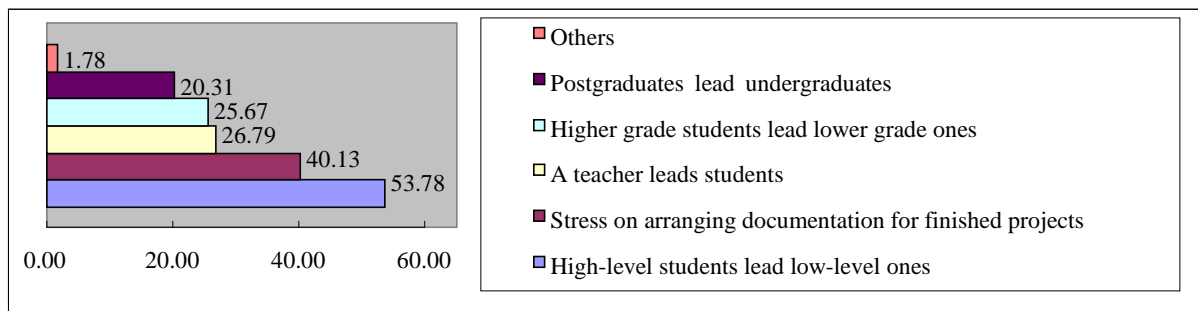 1.78
20.31
25.67
26.79
40.13
53.78
0.00 20.00 40.00 60.00
Others
Postgraduates lead undergraduates
Higher grade students lead lower grade ones
A teacher leads students
Stress on arranging documentation for finished projects
High-level students lead low-level ones